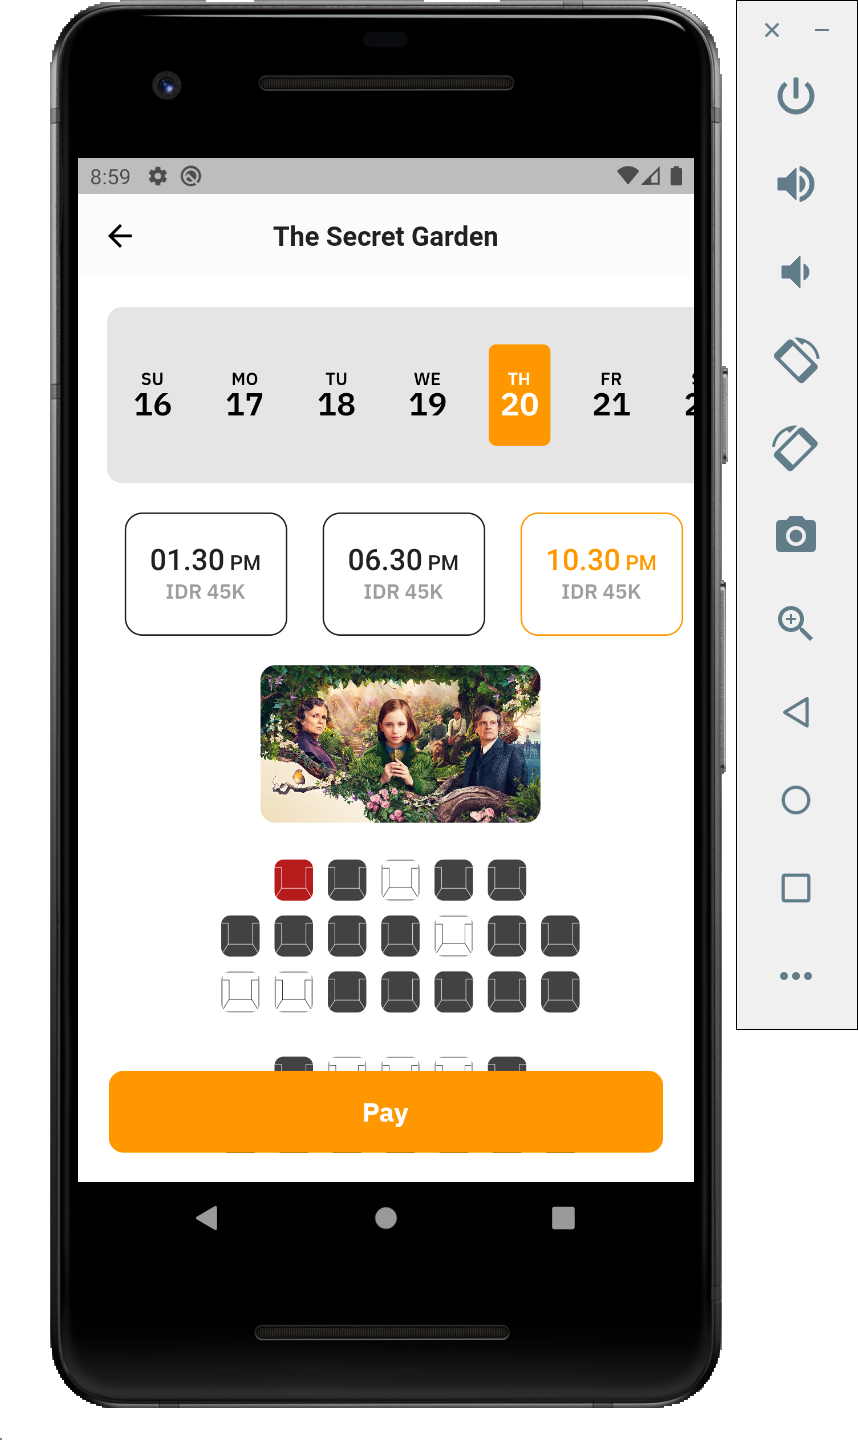 8:59
The Secret Garden
SU MO TU WE TH FR
16 17 18 19 20 21
01.30 PM 06.30 PM 10.30 PM
IDR 45K IDR 45K IDR 45K
Pay